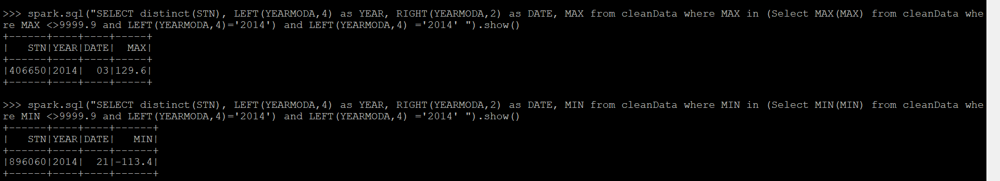 >>> spark.sql("SELECT distinct(STN), LEFT(YEARMODA,4) as YEAR, RIGHT(YEARMODA,2) as DATE, MAX from cleanData where MAX in (Select MAX(MAX) from cleanData whe
re MAX <>9999.9 and LEFT(YEARMODA,4)='2014') and LEFT(YEARMODA,4) ='2014' ").show()
+------+----+----+-----+
|   STN|YEAR|DATE|  MAX|
+------+----+----+-----+
|406650|2014|  03|129.6|
+------+----+----+-----+

>>> spark.sql("SELECT distinct(STN), LEFT(YEARMODA,4) as YEAR, RIGHT(YEARMODA,2) as DATE, MIN from cleanData where MIN in (Select MIN(MIN) from cleanData whe
re MIN <>9999.9 and LEFT(YEARMODA,4)='2014') and LEFT(YEARMODA,4) ='2014' ").show()
+------+----+----+------+
|   STN|YEAR|DATE|   MIN|
+------+----+----+------+
|896060|2014|  21|-113.4|
+------+----+----+------+